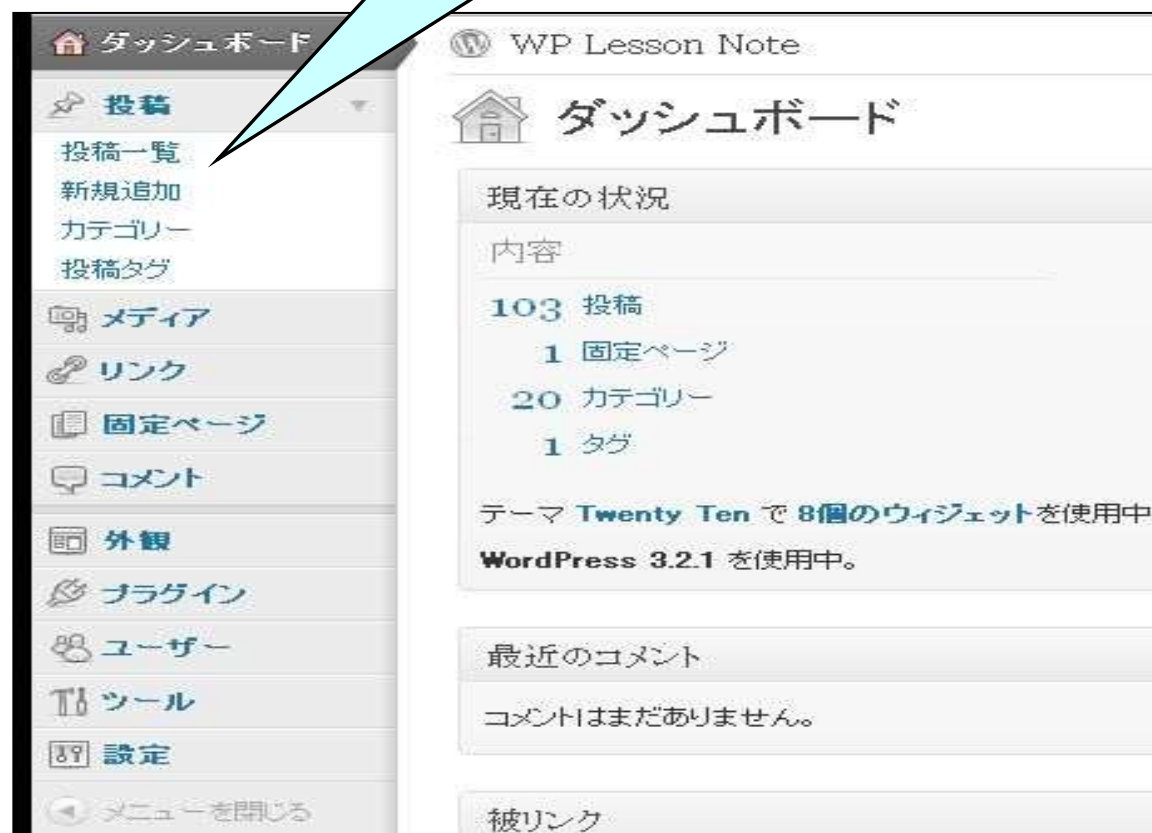 ダッシュボード
投稿
投稿一覧
新規追加
カテゴリー
投稿タグ
メディア
リンク
固定ページ
コメント
外観
プラグイン
ユーザー
ツール
設定
メニューを閉じる
WP Lesson Note
ダッシュボード
現在の状況
内容
103 投稿
1 固定ページ
20 カテゴリー
1 タグ
テーマ Twenty Ten で 8個のウィジェットを使用中
WordPress 3.2.1 を使用中。
最近のコメント
コメントはまだありません。
被リンク